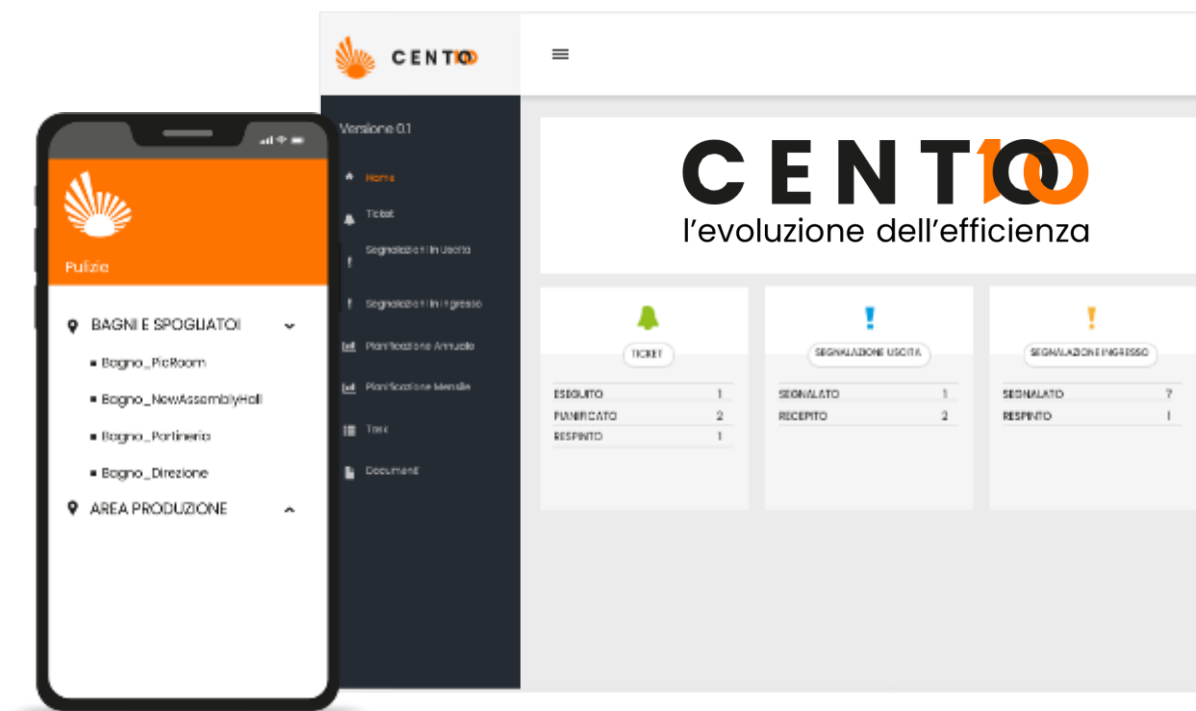 Pulizie
BAGNI E SPOGLIATOI
Bagno_PicRoom
Bagno_NewAssemblyHall
Bagno_Portineria
Bagno_Direzione
AREA PRODUZIONE
CENTO100
Versione 0.1
Home
Ticket
Segnalazioni In Uscita
Segnalazioni In Ingresso
Pianificazione Annuale
Pianificazione Mensile
Task
Documenti
CENTO100
l'evoluzione dell'efficienza
TICKET
ESEGUITO 1
PIANIFICATO 2
RESPINTO 1
SEGNALAZIONE USCITA
SEGNALATO 1
RECEPITO 2
SEGNALAZIONE INGRESSO
SEGNALATO 7
RESPINTO 1